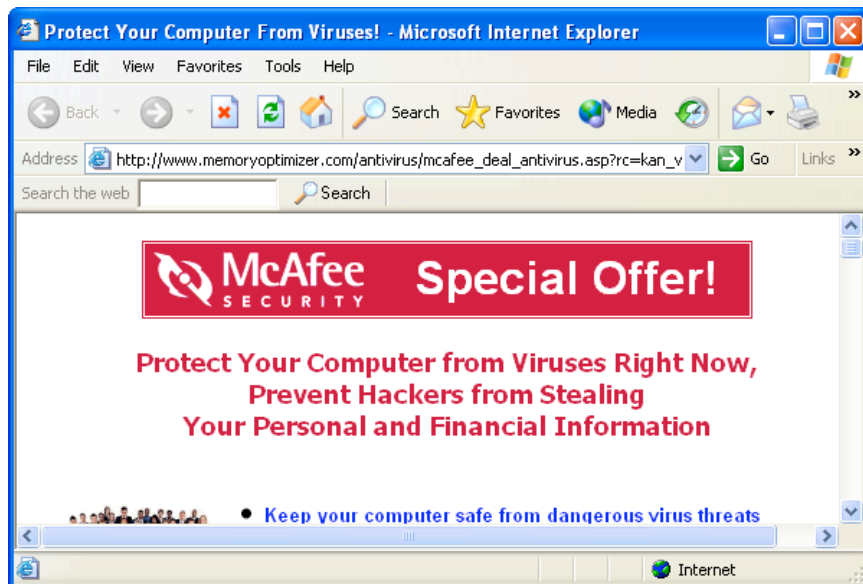 Protect Your Computer From Viruses! - Microsoft Internet Explorer
File Edit View Favorites Tools Help
Back Search Favorites Media »
Address http://www.memoryoptimizer.com/antivirus/mcafee_deal_antivirus.asp?rc=kan_v Go Links »
Search the web Search
McAfee SECURITY Special Offer!
Protect Your Computer from Viruses Right Now,
Prevent Hackers from Stealing
Your Personal and Financial Information
• Keep your computer safe from dangerous virus threats
Internet